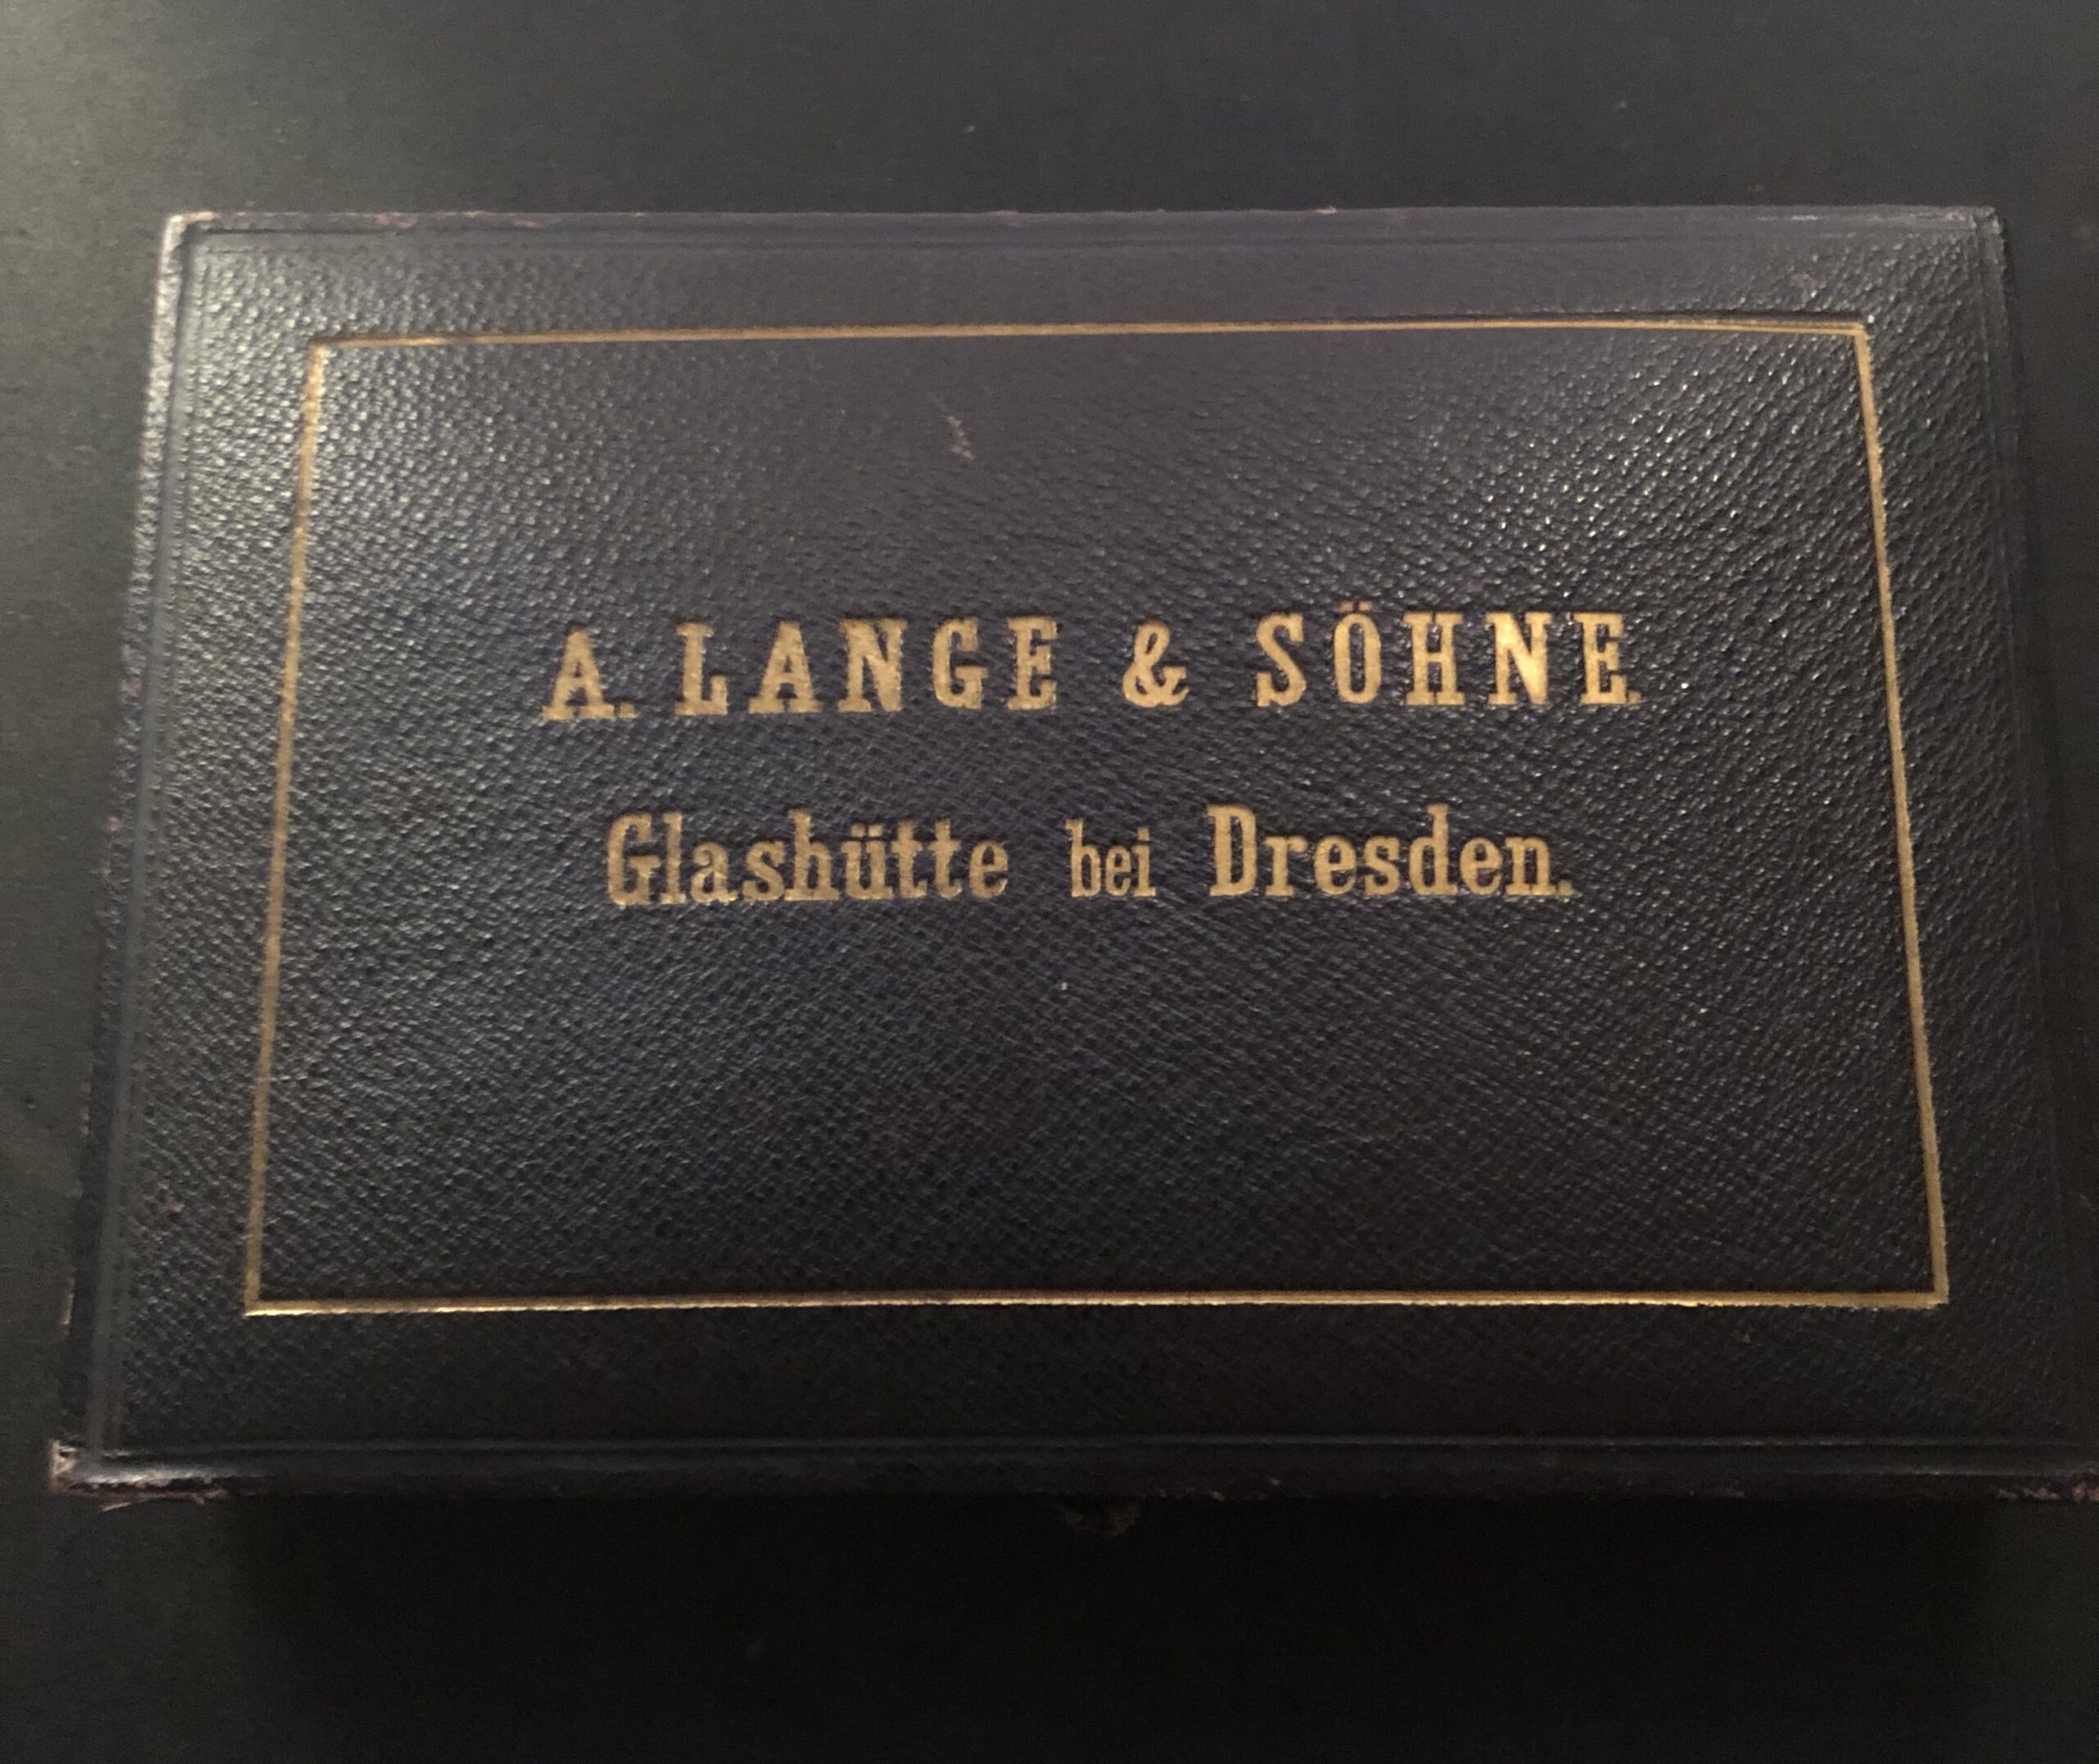 A. LANGE & SÖHNE.
Glashütte bei Dresden.